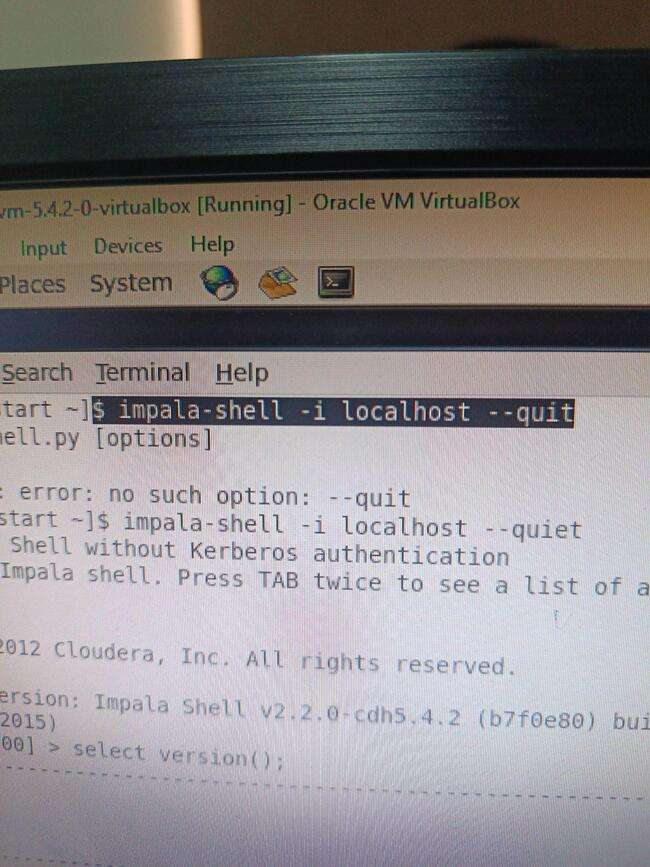 vm-5.4.2-0-virtualbox [Running] - Oracle VM VirtualBox
Input Devices Help
Places System
Search Terminal Help
start ~]$ impala-shell -i localhost --quit
ell.py [options]
: error: no such option: --quit
start ~]$ impala-shell -i localhost --quiet
Shell without Kerberos authentication
Impala shell. Press TAB twice to see a list of a
2012 Cloudera, Inc. All rights reserved.
ersion: Impala Shell v2.2.0-cdh5.4.2 (b7f0e80) bui
2015)
00] > select version();